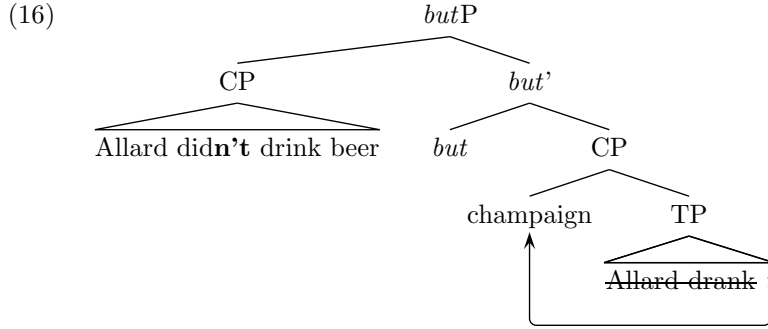 (16) butP
CP but'
Allard didn't drink beer but CP
champaign TP
Allard drank